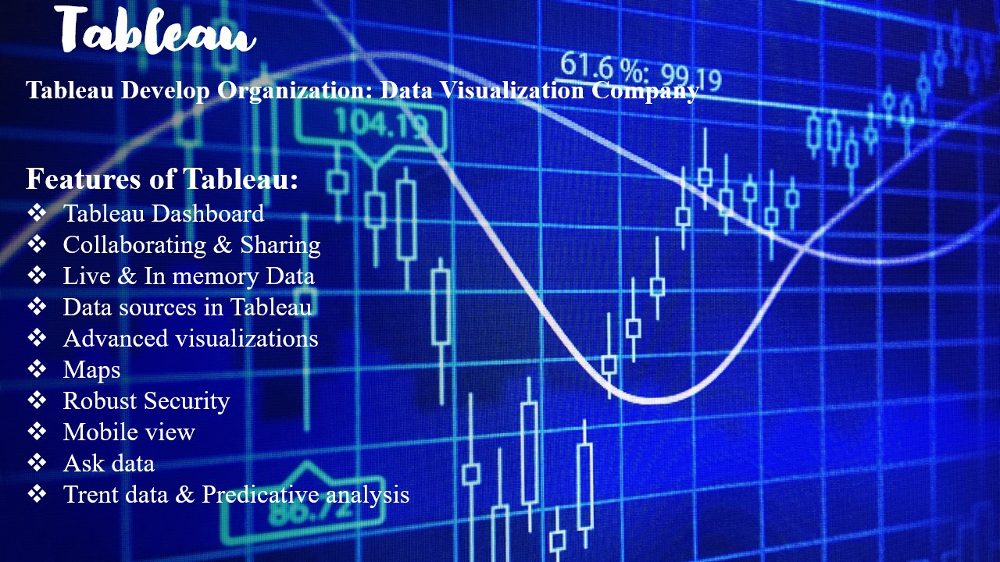 Tableau
61.6 %: 99.19
Tableau Develop Organization: Data Visualization Company
104.19
Features of Tableau:
❖ Tableau Dashboard
❖ Collaborating & Sharing
❖ Live & In memory Data
❖ Data sources in Tableau
❖ Advanced visualizations
❖ Maps
❖ Robust Security
❖ Mobile view
❖ Ask data
❖ Trent data & Predicative analysis
86.72